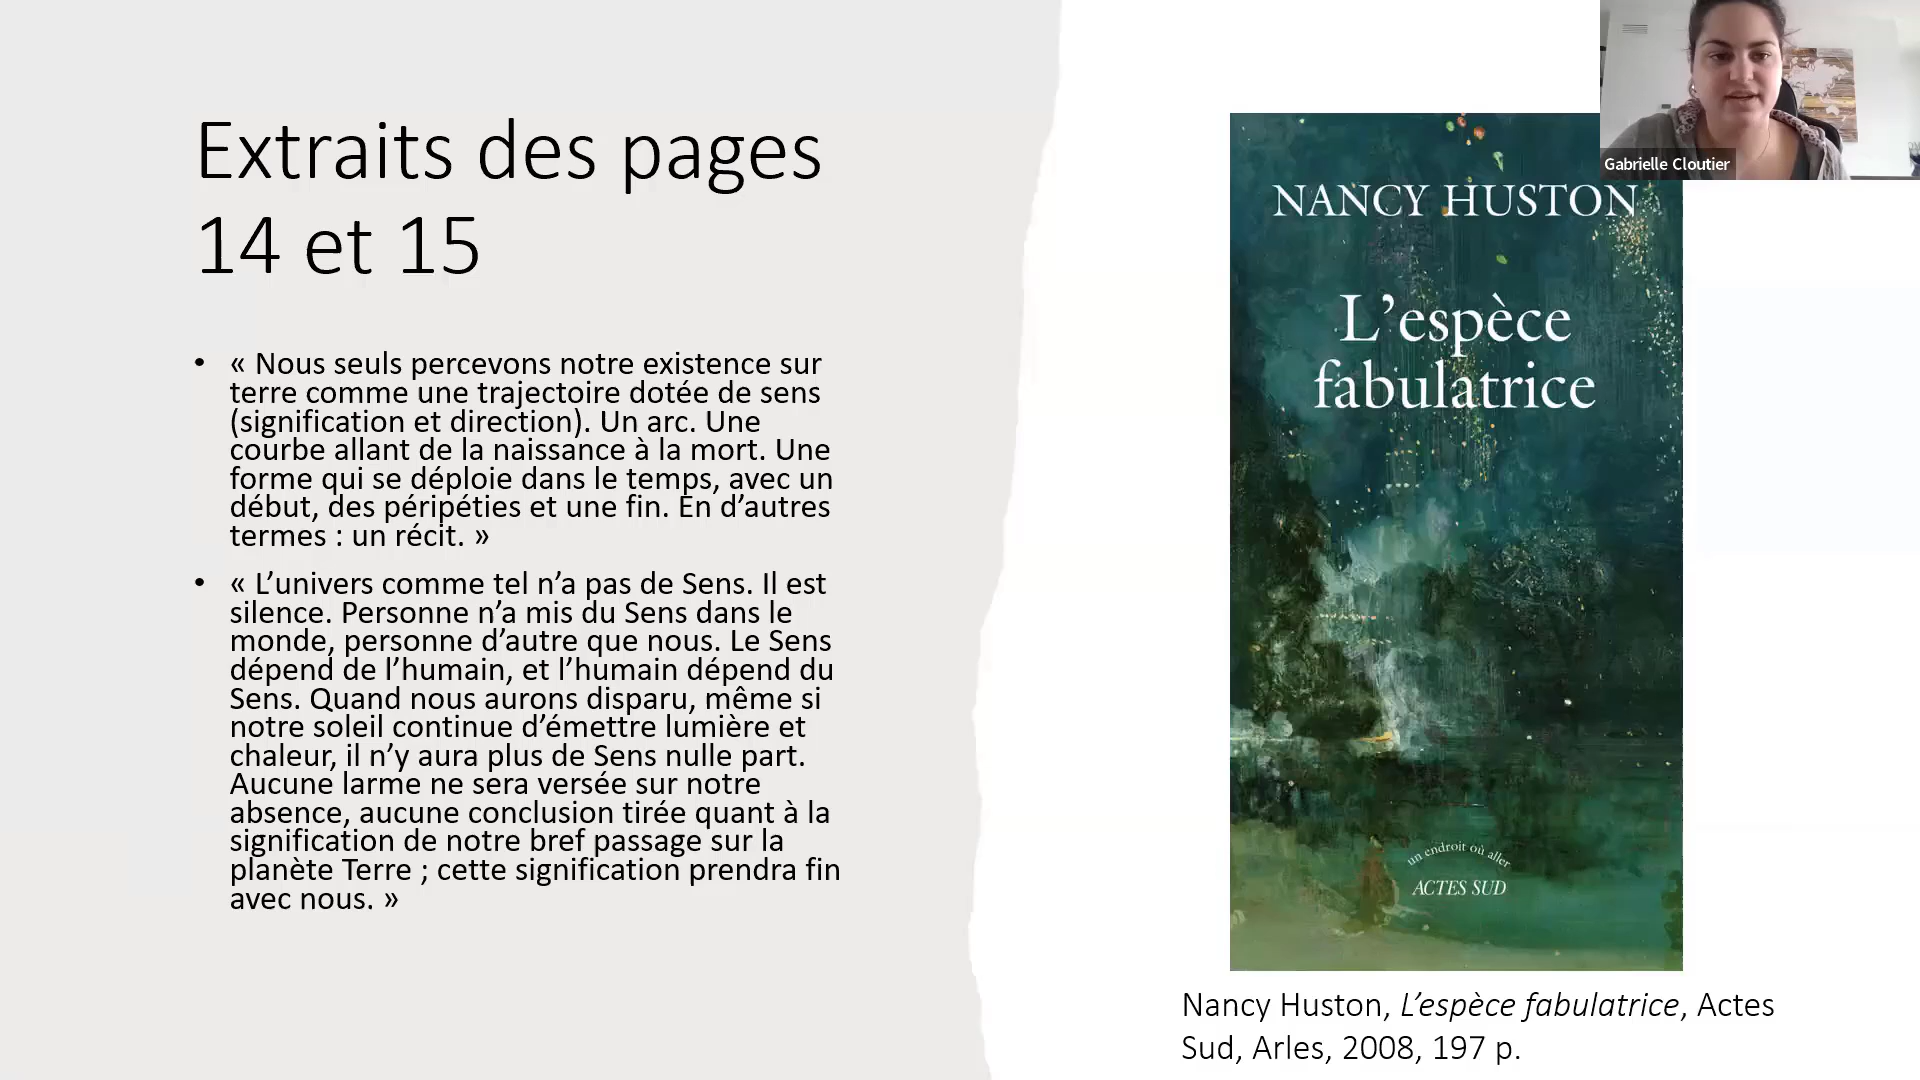 Extraits des pages
14 et 15
• « Nous seuls percevons notre existence sur
terre comme une trajectoire dotée de sens
(signification et direction). Un arc. Une
courbe allant de la naissance à la mort. Une
forme qui se déploie dans le temps, avec un
début, des péripéties et une fin. En d’autres
termes : un récit. »
• « L’univers comme tel n’a pas de Sens. Il est
silence. Personne n’a mis du Sens dans le
monde, personne d’autre que nous. Le Sens
dépend de l’humain, et l’humain dépend du
Sens. Quand nous aurons disparu, même si
notre soleil continue d’émettre lumière et
chaleur, il n’y aura plus de Sens nulle part.
Aucune larme ne sera versée sur notre
absence, aucune conclusion tirée quant à la
signification de notre bref passage sur la
planète Terre ; cette signification prendra fin
avec nous. »
Gabrielle Cloutier
NANCY HUSTON
L’espèce
fabulatrice
un endroit où aller
ACTES SUD
Nancy Huston, L’espèce fabulatrice, Actes
Sud, Arles, 2008, 197 p.